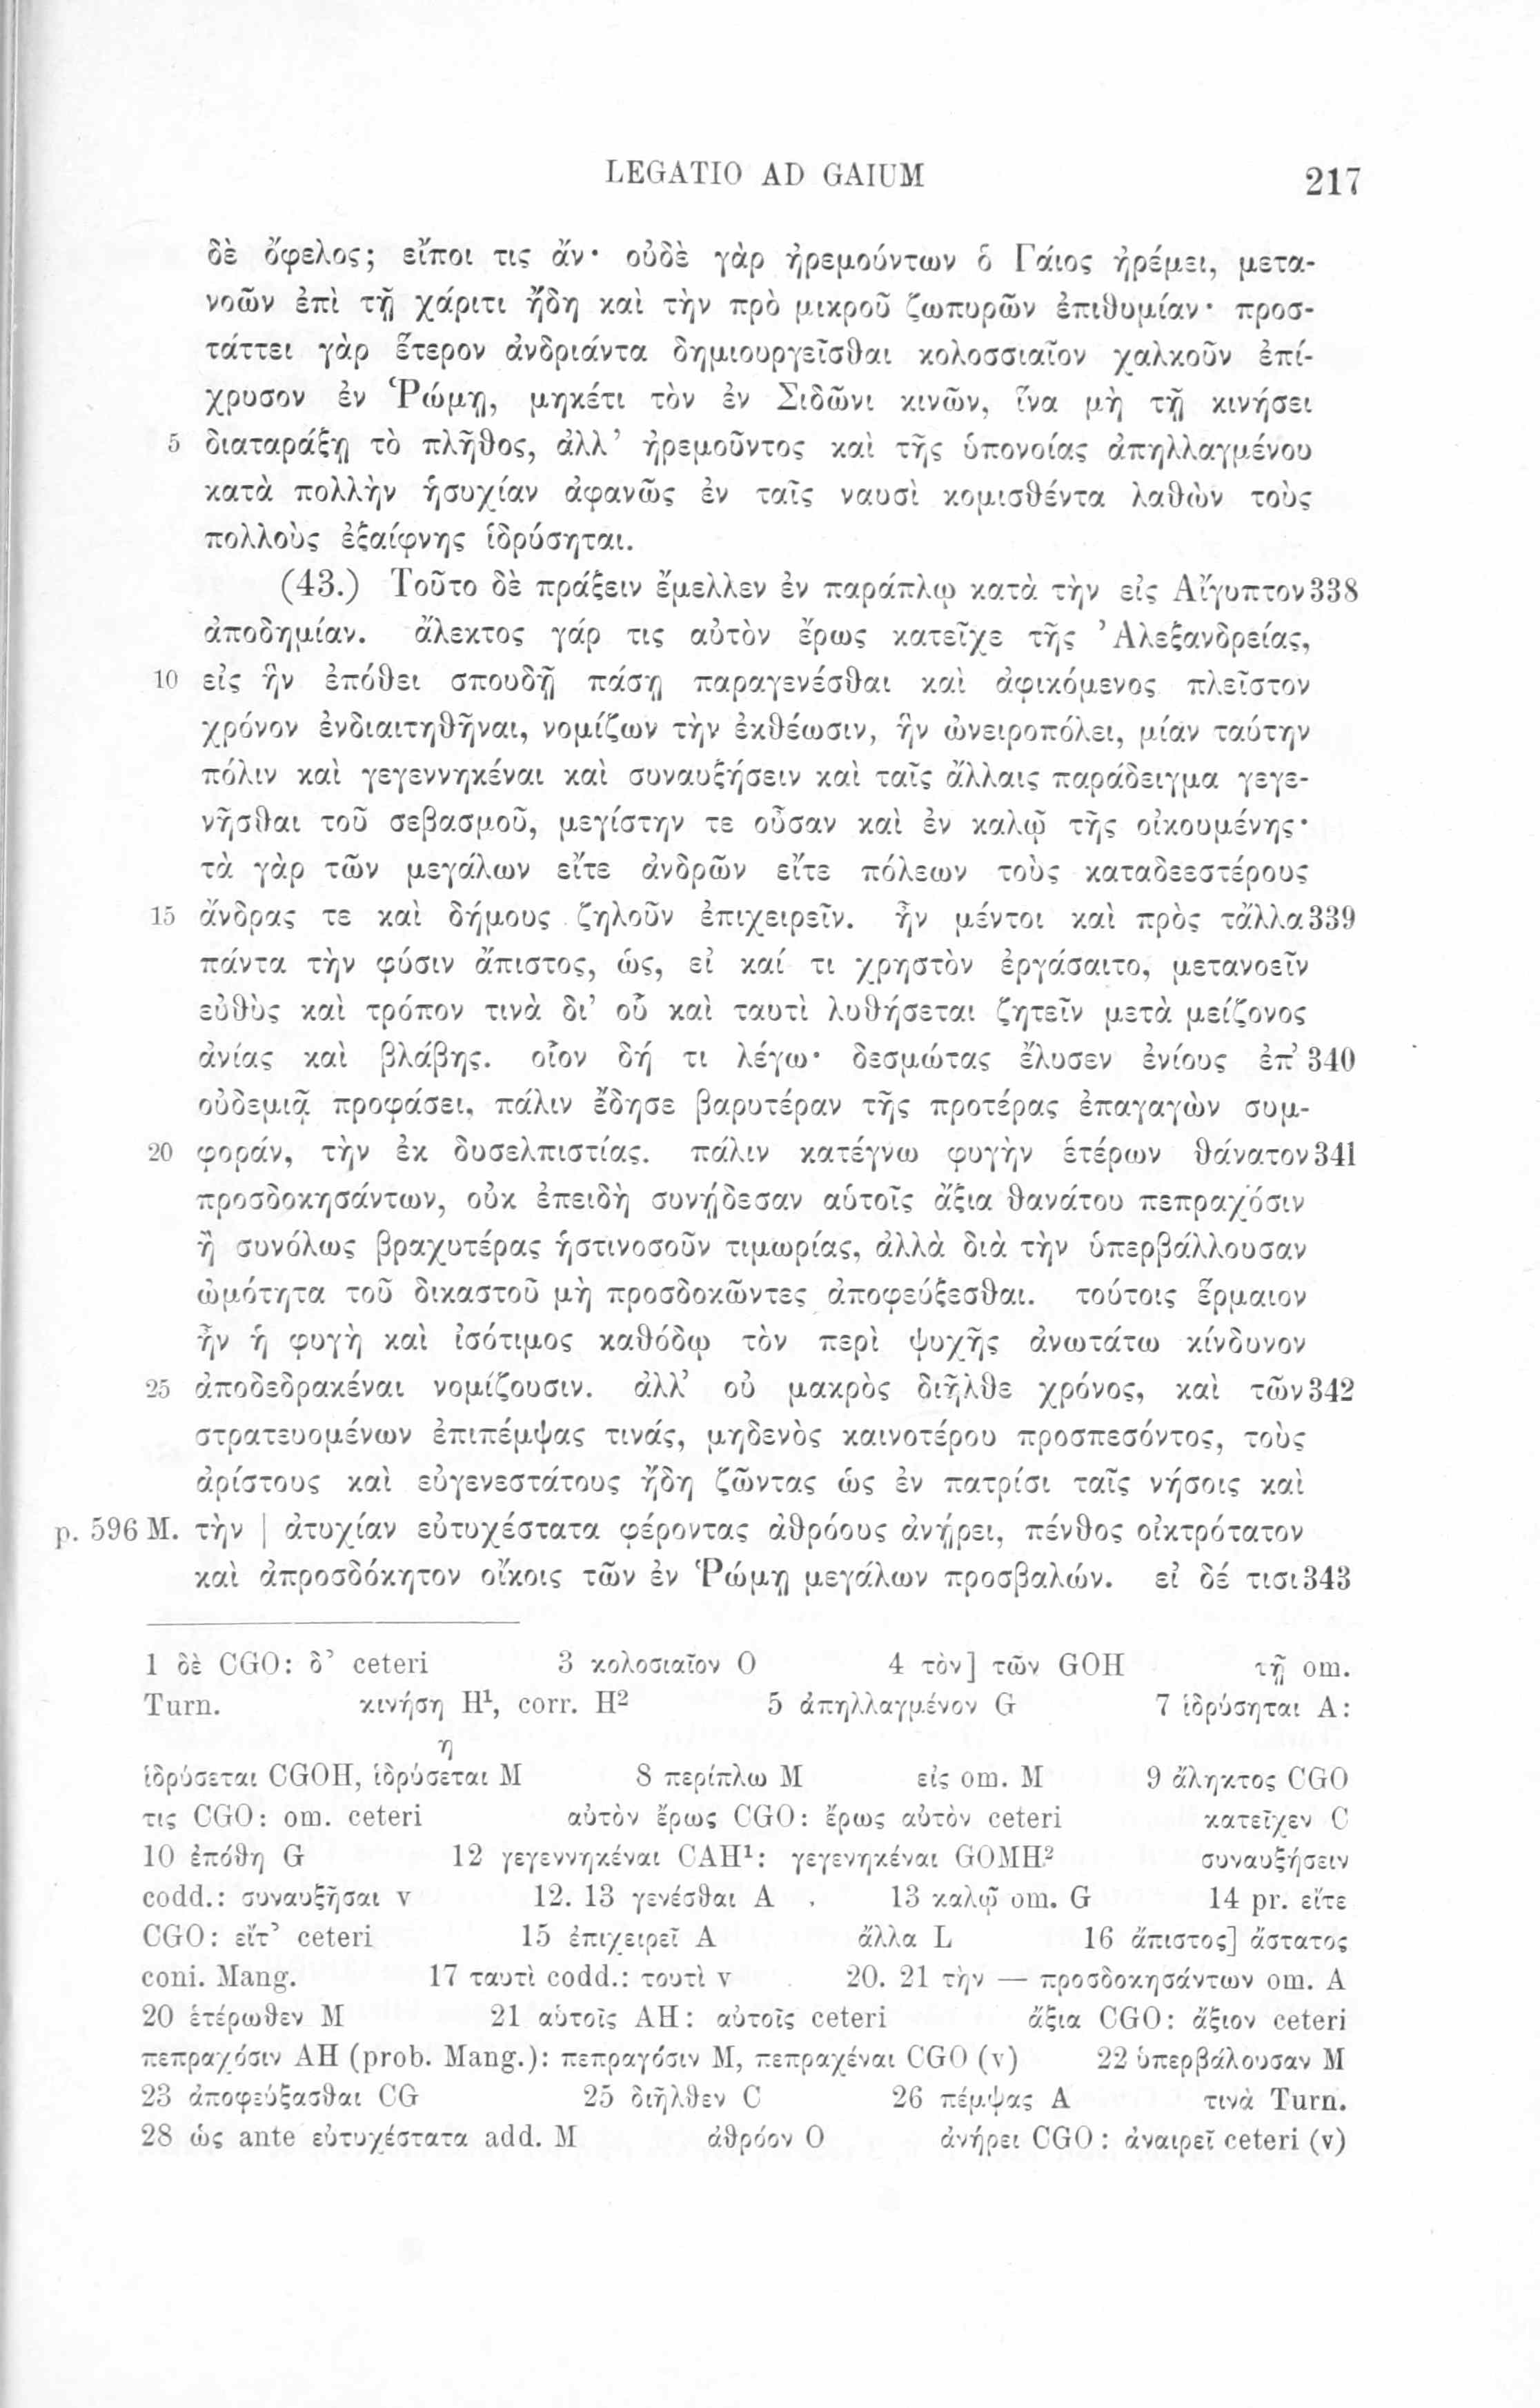 LEGATIO AD GAIUM 217
δὲ ὄφελος; εἴποι τις ἄν· οὐδὲ γὰρ ἠρεμούντων ὁ Γάιος ἠρέμει, μετα-
νοῶν ἐπὶ τῇ χάριτι ἤδη καὶ τὴν πρὸ μικροῦ ζωπυρῶν ἐπιθυμίαν· προσ-
τάττει γὰρ ἕτερον ἀνδριάντα δημιουργεῖσθαι κολοσσιαῖον χαλκοῦν ἐπί-
χρυσον ἐν Ῥώμῃ, μηκέτι τὸν ἐν Σιδῶνι κινῶν, ἵνα μὴ τῇ κινήσει
5 διαταράξῃ τὸ πλῆθος, ἀλλ’ ἠρεμοῦντος καὶ τῆς ὑπονοίας ἀπηλλαγμένου
κατὰ πολλὴν ἡσυχίαν ἀφανῶς ἐν ταῖς ναυσὶ κομισθέντα λαθὼν τοὺς
πολλοὺς ἐξαίφνης ἱδρύσηται.
(43.) Τοῦτο δὲ πράξειν ἔμελλεν ἐν παράπλῳ κατὰ τὴν εἰς Αἴγυπτον 338
ἀποδημίαν. ἄλεκτος γάρ τις αὐτὸν ἔρως κατεῖχε τῆς Ἀλεξανδρείας,
10 εἰς ἣν ἐπόθει σπουδῇ πάσῃ παραγενέσθαι καὶ ἀφικόμενος πλεῖστον
χρόνον ἐνδιαιτηθῆναι, νομίζων τὴν ἐκθέωσιν, ἣν ὠνειροπόλει, μίαν ταύτην
πόλιν καὶ γεγεννηκέναι καὶ συναυξήσειν καὶ ταῖς ἄλλαις παράδειγμα γεγε-
νῆσθαι τοῦ σεβασμοῦ, μεγίστην τε οὖσαν καὶ ἐν καλῷ τῆς οἰκουμένης·
τὰ γὰρ τῶν μεγάλων εἴτε ἀνδρῶν εἴτε πόλεων τοὺς καταδεεστέρους
15 ἄνδρας τε καὶ δήμους ζηλοῦν ἐπιχειρεῖν. ἦν μέντοι καὶ πρὸς τἄλλα 339
πάντα τὴν φύσιν ἄπιστος, ὡς, εἰ καί τι χρηστὸν ἐργάσαιτο, μετανοεῖν
εὐθὺς καὶ τρόπον τινὰ δι’ οὗ καὶ ταυτὶ λυθήσεται ζητεῖν μετὰ μείζονος
ἀνίας καὶ βλάβης. οἷον δή τι λέγω· δεσμώτας ἔλυσεν ἐνίους ἐπ’ 340
οὐδεμιᾷ προφάσει, πάλιν ἔδησε βαρυτέραν τῆς προτέρας ἐπαγαγὼν συμ-
20 φοράν, τὴν ἐκ δυσελπιστίας. πάλιν κατέγνω φυγὴν ἑτέρων θάνατον 341
προσδοκησάντων, οὐκ ἐπειδὴ συνῄδεσαν αὑτοῖς ἄξια θανάτου πεπραχόσιν
ἢ συνόλως βραχυτέρας ἡστινοσοῦν τιμωρίας, ἀλλὰ διὰ τὴν ὑπερβάλλουσαν
ὠμότητα τοῦ δικαστοῦ μὴ προσδοκῶντες ἀποφεύξεσθαι. τούτοις ἕρμαιον
ἦν ἡ φυγὴ καὶ ἰσότιμος καθόδῳ τὸν περὶ ψυχῆς ἀνωτάτω κίνδυνον
25 ἀποδεδρακέναι νομίζουσιν. ἀλλ’ οὐ μακρὸς διῆλθε χρόνος, καὶ τῶν 342
στρατευομένων ἐπιπέμψας τινάς, μηδενὸς καινοτέρου προσπεσόντος, τοὺς
ἀρίστους καὶ εὐγενεστάτους ἤδη ζῶντας ὡς ἐν πατρίσι ταῖς νήσοις καὶ
p. 596 M. τὴν | ἀτυχίαν εὐτυχέστατα φέροντας ἀθρόους ἀνῄρει, πένθος οἰκτρότατον
καὶ ἀπροσδόκητον οἴκοις τῶν ἐν Ῥώμῃ μεγάλων προσβαλών. εἰ δέ τισι 343
1 δὲ CGO: δ’ ceteri 3 κολοσιαῖον O 4 τὸν] τῶν GOH τῇ om.
Turn. κινήση H¹, corr. H² 5 ἀπηλλαγμένον G 7 ἱδρύσηται A:
η
ἱδρύσεται CGOH, ἱδρύσεται M 8 περίπλω M εἰς om. M 9 ἄληκτος CGO
τις CGO: om. ceteri αὐτὸν ἔρως CGO: ἔρως αὐτὸν ceteri κατεῖχεν C
10 ἐπόθη G 12 γεγεννηκέναι CAH¹: γεγενηκέναι GOMH² συναυξήσειν
codd.: συναυξῆσαι v 12. 13 γενέσθαι A 13 καλῷ om. G 14 pr. εἴτε
CGO: εἴτ’ ceteri 15 ἐπιχειρεῖ A ἄλλα L 16 ἄπιστος] ἄστατος
coni. Mang. 17 ταυτὶ codd.: τουτὶ v 20. 21 τὴν — προσδοκησάντων om. A
20 ἑτέρωθεν M 21 αὑτοῖς AH: αὐτοῖς ceteri ἄξια CGO: ἄξιον ceteri
πεπραχόσιν AH (prob. Mang.): πεπραγόσιν M, πεπραχέναι CGO (v) 22 ὑπερβάλουσαν M
23 ἀποφεύξασθαι CG 25 διῆλθεν C 26 πέμψας A τινὰ Turn.
28 ὡς ante εὐτυχέστατα add. M ἀθρόον O ἀνήρει CGO: ἀναιρεῖ ceteri (v)